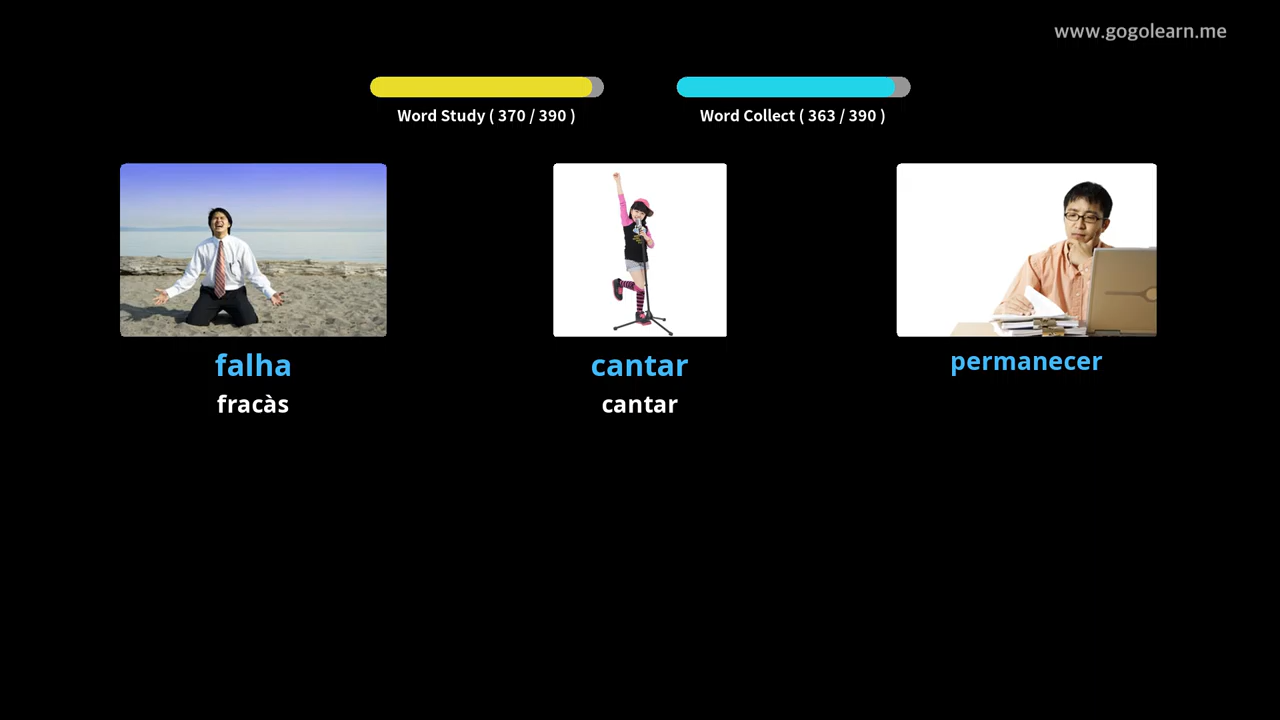 www.gogolearn.me
Word Study ( 370 / 390 )
Word Collect ( 363 / 390 )
falha
fracàs
cantar
cantar
permanecer